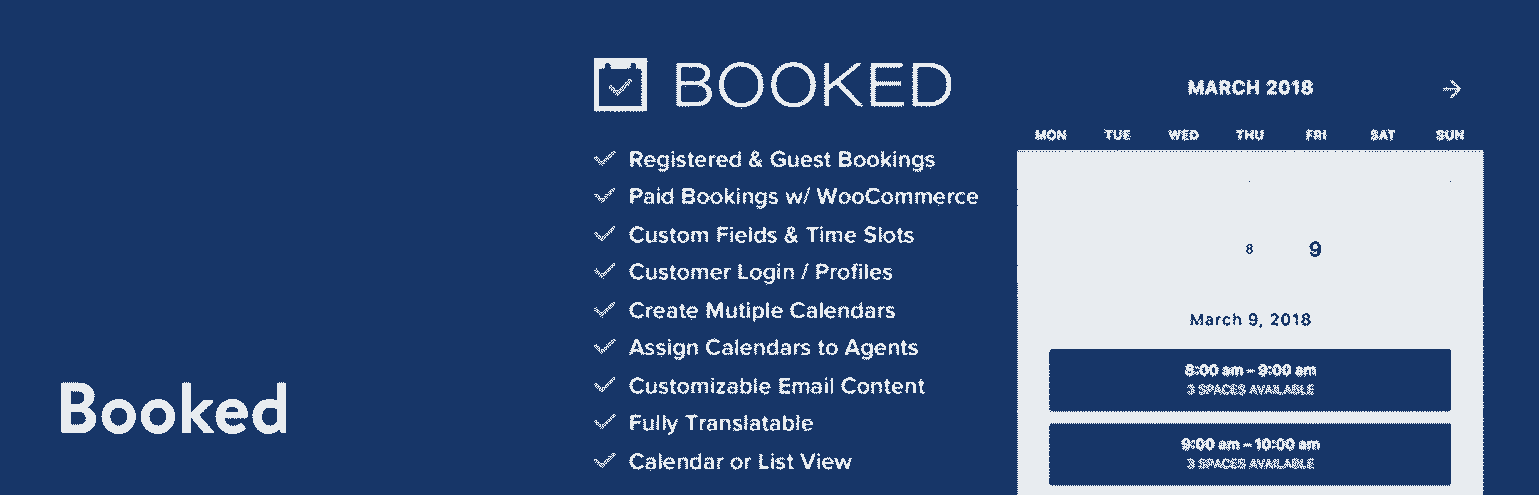 Booked
BOOKED
Registered & Guest Bookings
Paid Bookings w/ WooCommerce
Custom Fields & Time Slots
Customer Login / Profiles
Create Mutiple Calendars
Assign Calendars to Agents
Customizable Email Content
Fully Translatable
Calendar or List View
MARCH 2018
MON TUE WED THU FRI SAT SUN
8 9
March 9, 2018
8:00 am – 9:00 am
3 SPACES AVAILABLE
9:00 am – 10:00 am
3 SPACES AVAILABLE